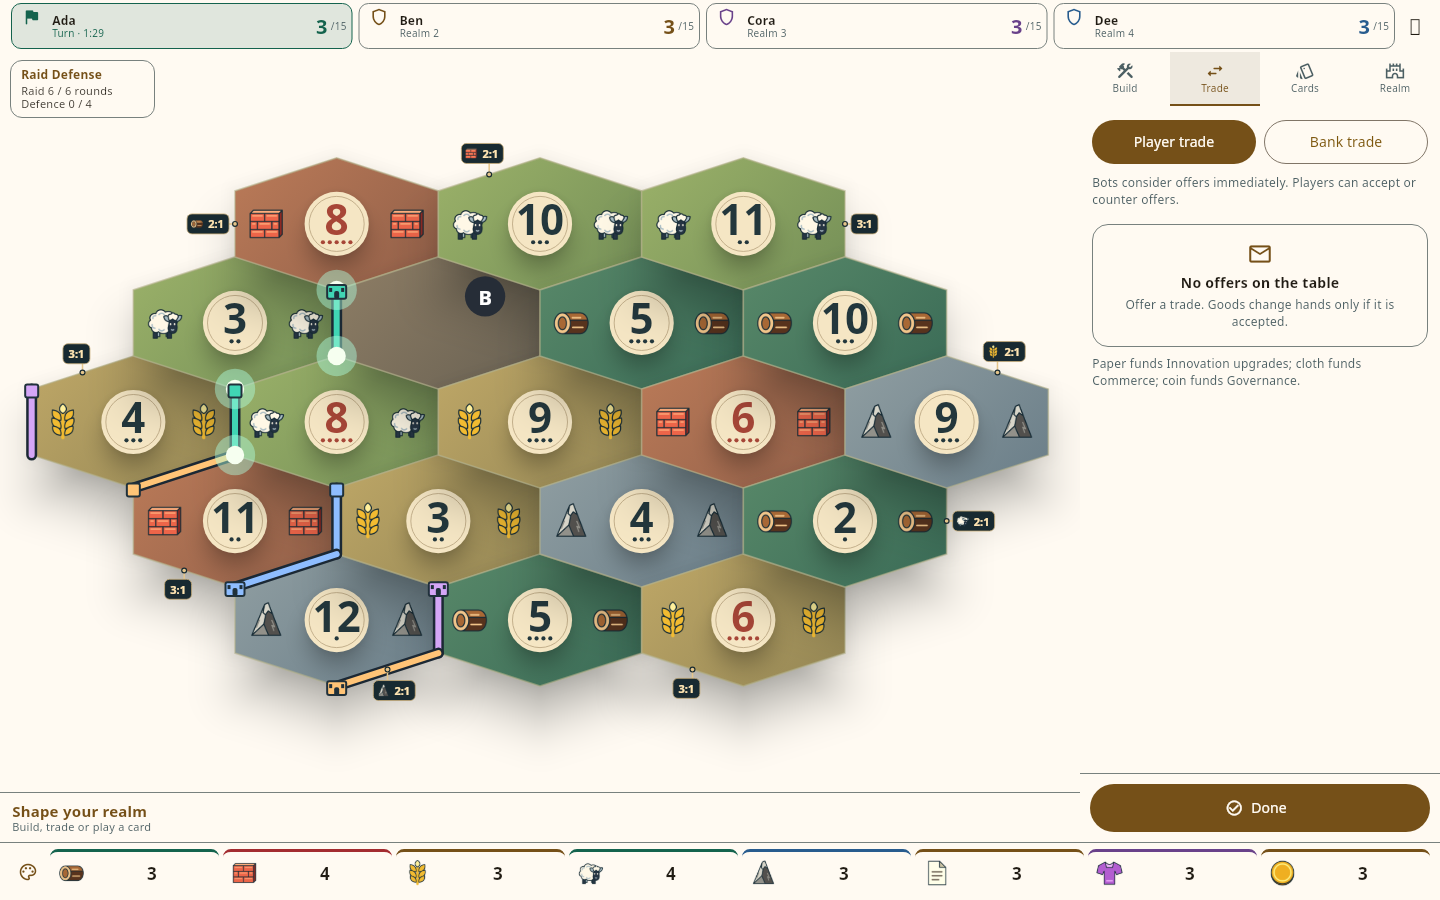 Ada
Turn · 1:29
3 /15
Ben
Realm 2
3 /15
Cora
Realm 3
3 /15
Dee
Realm 4
3 /15
Raid Defense
Raid 6 / 6 rounds
Defence 0 / 4
Build
Trade
Cards
Realm
Player trade
Bank trade
Bots consider offers immediately. Players can accept or
counter offers.
No offers on the table
Offer a trade. Goods change hands only if it is
accepted.
Paper funds Innovation upgrades; cloth funds
Commerce; coin funds Governance.
2:1
2:1
8
10
11
3:1
B
3
5
10
3:1
2:1
4
8
9
6
9
11
3
4
2
2:1
3:1
12
5
6
2:1
3:1
Shape your realm
Build, trade or play a card
Done
3
4
3
4
3
3
3
3